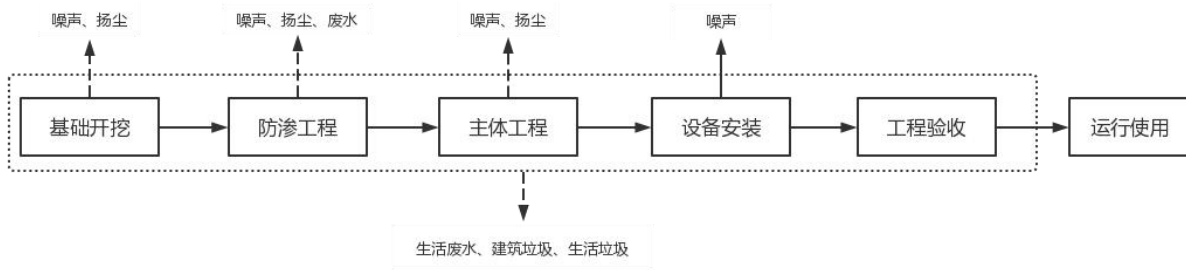 噪声、扬尘
噪声、扬尘、废水
噪声、扬尘
噪声
基础开挖
防渗工程
主体工程
设备安装
工程验收
运行使用
生活废水、建筑垃圾、生活垃圾